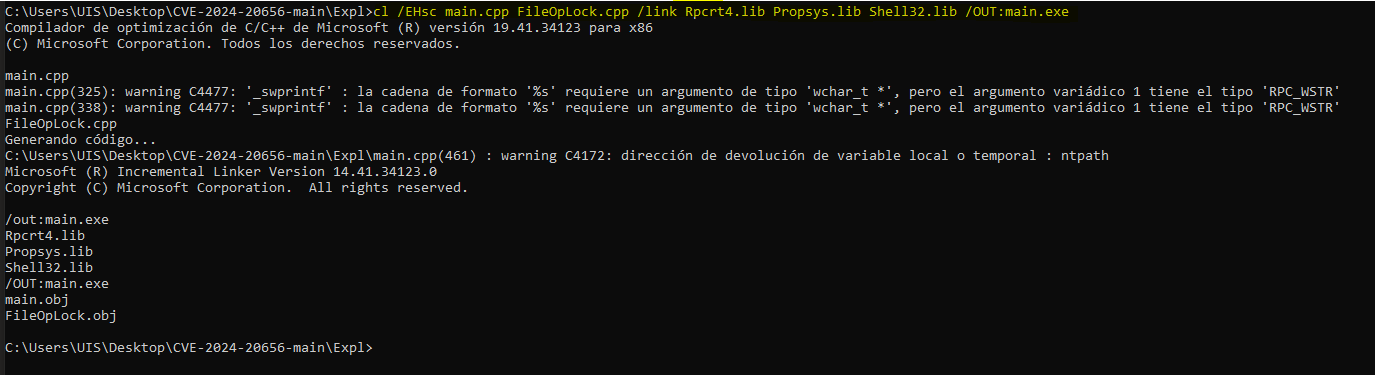 C:\Users\UIS\Desktop\CVE-2024-20656-main\Expl>cl /EHsc main.cpp FileOpLock.cpp /link Rpcrt4.lib Propsys.lib Shell32.lib /OUT:main.exe
Compilador de optimización de C/C++ de Microsoft (R) versión 19.41.34123 para x86
(C) Microsoft Corporation. Todos los derechos reservados.
main.cpp
main.cpp(325): warning C4477: '_swprintf' : la cadena de formato '%s' requiere un argumento de tipo 'wchar_t *', pero el argumento variádico 1 tiene el tipo 'RPC_WSTR'
main.cpp(338): warning C4477: '_swprintf' : la cadena de formato '%s' requiere un argumento de tipo 'wchar_t *', pero el argumento variádico 1 tiene el tipo 'RPC_WSTR'
FileOpLock.cpp
Generando código...
C:\Users\UIS\Desktop\CVE-2024-20656-main\Expl\main.cpp(461) : warning C4172: dirección de devolución de variable local o temporal : ntpath
Microsoft (R) Incremental Linker Version 14.41.34123.0
Copyright (C) Microsoft Corporation.  All rights reserved.
/out:main.exe
Rpcrt4.lib
Propsys.lib
Shell32.lib
/OUT:main.exe
main.obj
FileOpLock.obj
C:\Users\UIS\Desktop\CVE-2024-20656-main\Expl>